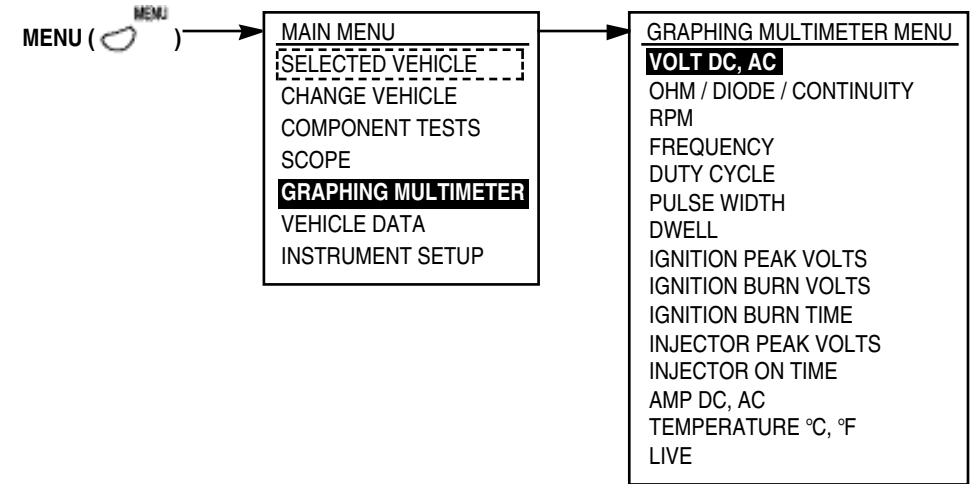 MENU
MENU ( )
MAIN MENU
SELECTED VEHICLE
CHANGE VEHICLE
COMPONENT TESTS
SCOPE
GRAPHING MULTIMETER
VEHICLE DATA
INSTRUMENT SETUP
GRAPHING MULTIMETER MENU
VOLT DC, AC
OHM / DIODE / CONTINUITY
RPM
FREQUENCY
DUTY CYCLE
PULSE WIDTH
DWELL
IGNITION PEAK VOLTS
IGNITION BURN VOLTS
IGNITION BURN TIME
INJECTOR PEAK VOLTS
INJECTOR ON TIME
AMP DC, AC
TEMPERATURE °C, °F
LIVE